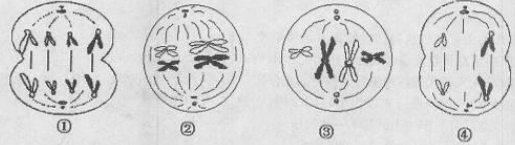 ① ② ③ ④